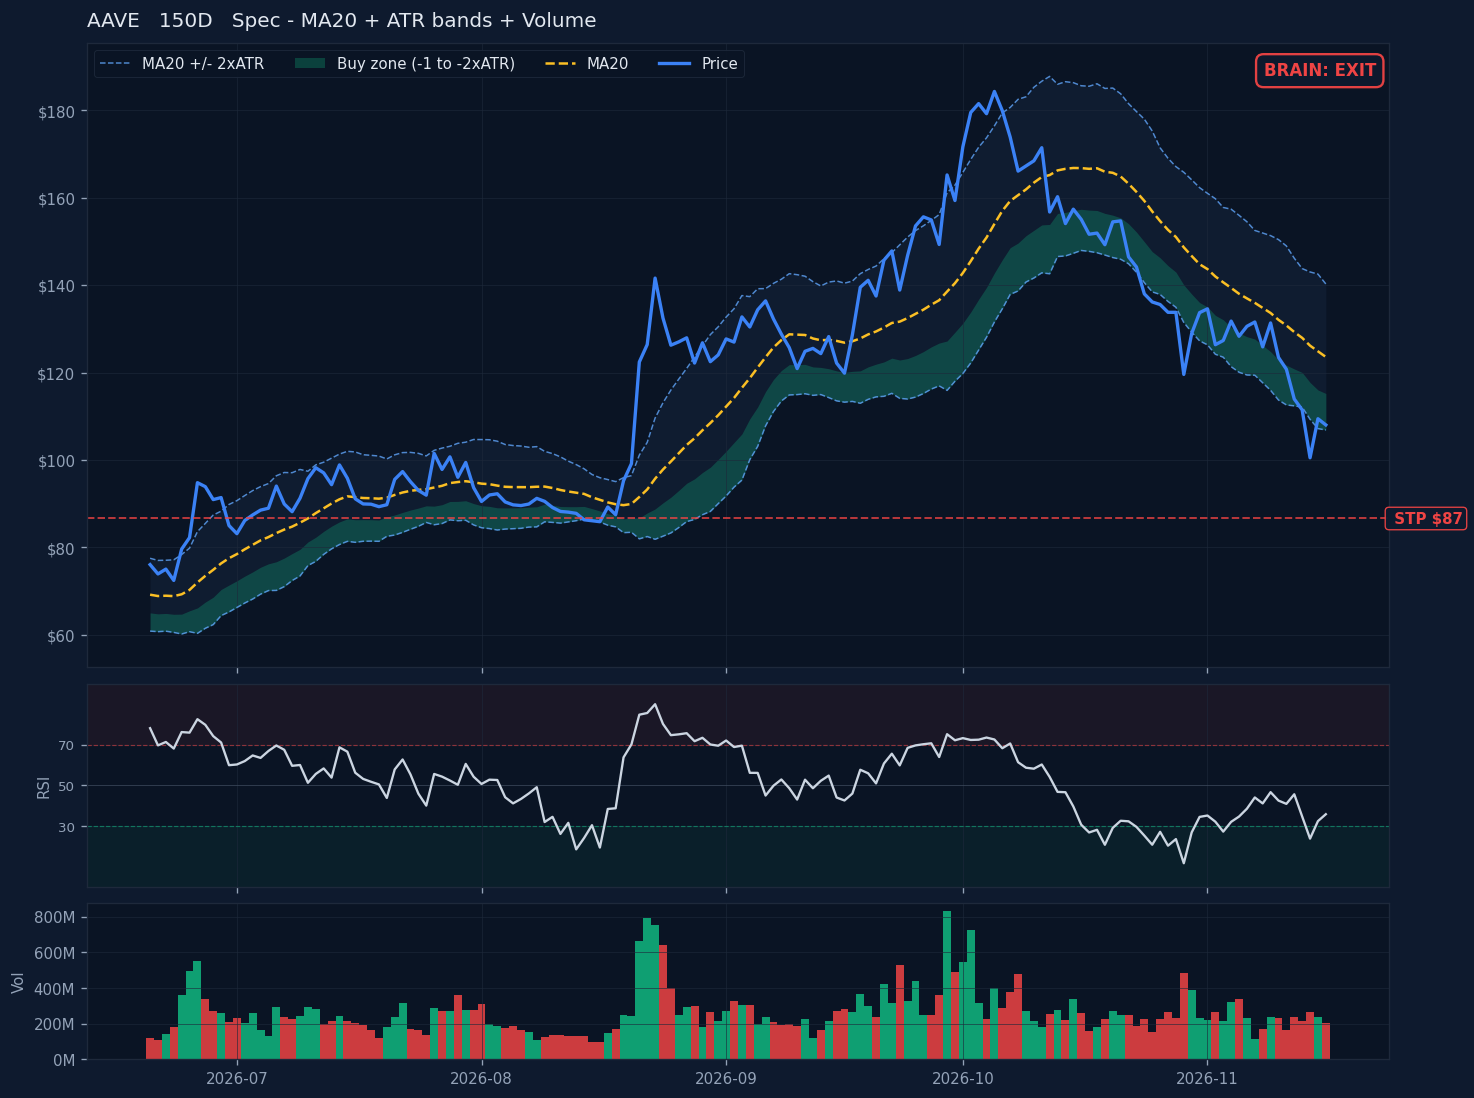 AAVE   150D   Spec - MA20 + ATR bands + Volume
MA20 +/- 2xATR   Buy zone (-1 to -2xATR)   MA20   Price
BRAIN: EXIT
$180
$160
$140
$120
$100
$80
$60
STP $87
RSI
70
50
30
Vol
800M
600M
400M
200M
0M
2026-07   2026-08   2026-09   2026-10   2026-11